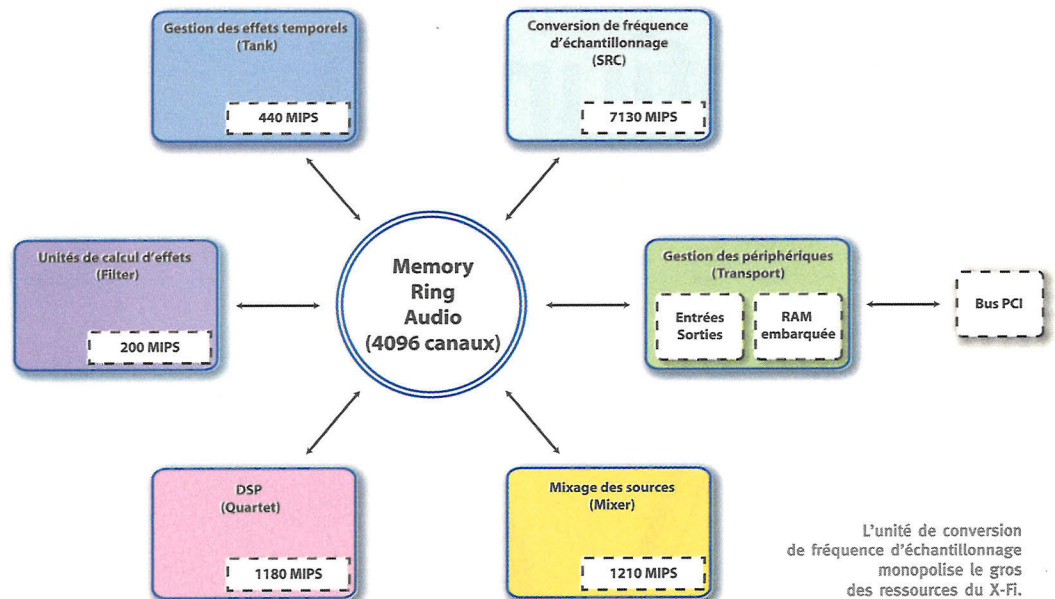 Gestion des effets temporels
(Tank)
440 MIPS
Conversion de fréquence
d'échantillonnage
(SRC)
7130 MIPS
Unités de calcul d'effets
(Filter)
200 MIPS
Memory
Ring
Audio
(4096 canaux)
Gestion des périphériques
(Transport)
Entrées
Sorties
RAM
embarquée
Bus PCI
DSP
(Quartet)
1180 MIPS
Mixage des sources
(Mixer)
1210 MIPS
L'unité de conversion
de fréquence d'échantillonnage
monopolise le gros
des ressources du X-Fi.